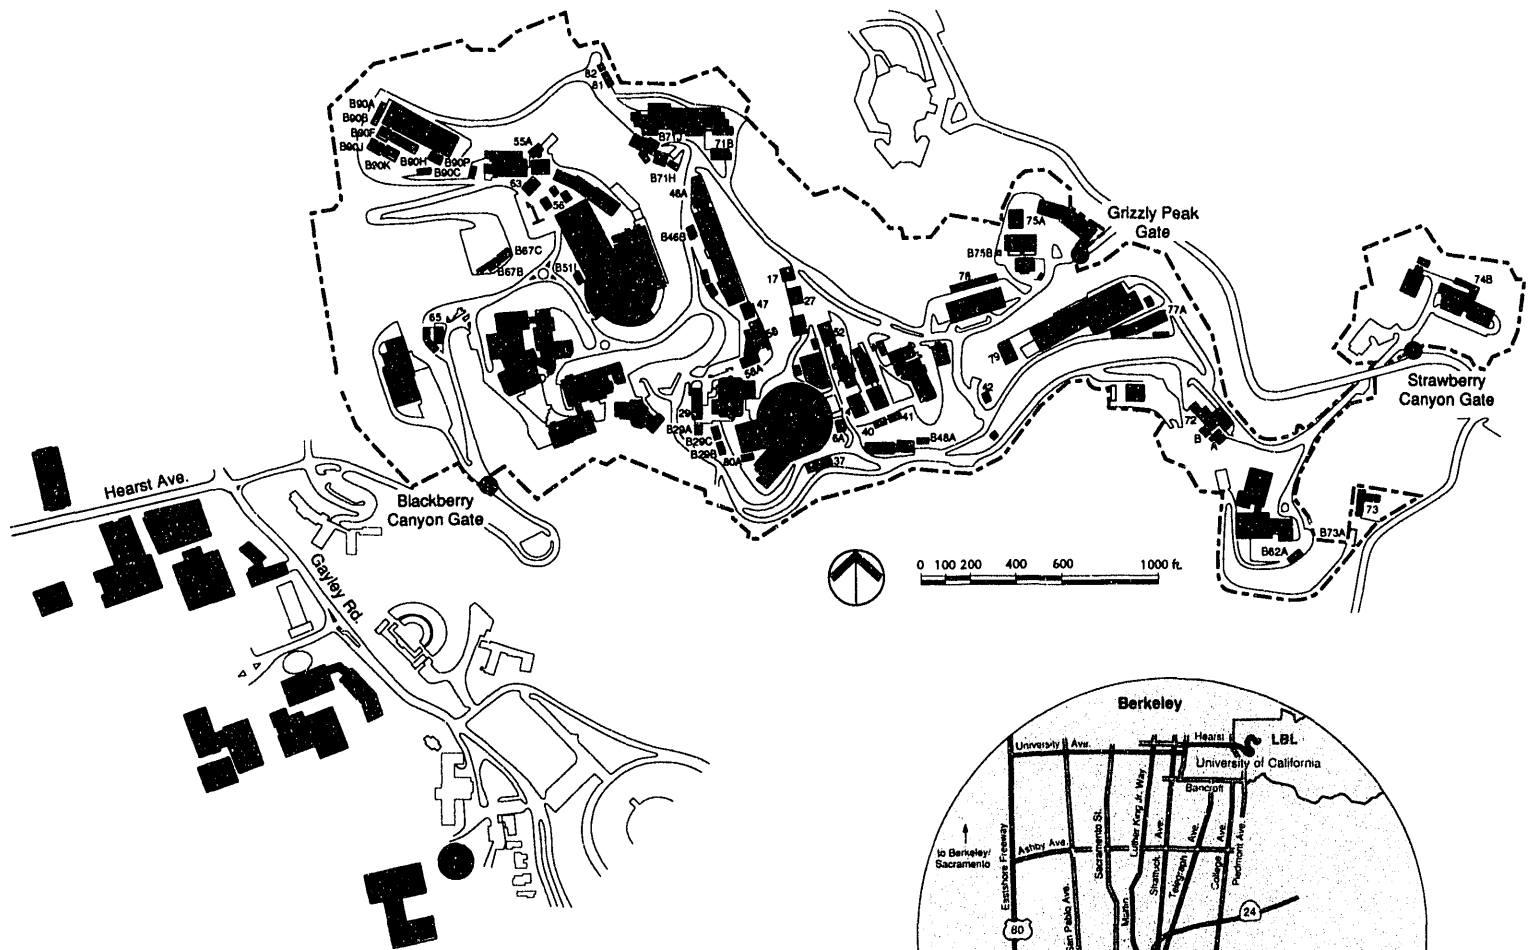 82
81
B90A
B90B
B90F
B90J
B90K
B90H
B90P
B90C
55A
63
56
B71J
71B
B71H
46A
B46B
B67C
B67B
B51
65
17
27
47
58
58A
52
29
29A
B29C
B29B
80A
6A
40
41
B48A
37
75A
B75B
Grizzly Peak
Gate
78
79
77A
42
74B
Strawberry
Canyon Gate
72
B
A
73
B73A
B62A
Hearst Ave.
Blackberry
Canyon Gate
Gayley Rd.
0 100 200 400 600 1000 ft.
Berkeley
University Ave.
Hearst
LBL
University of California
Bancroft
Eastshore Freeway
San Pablo Ave.
Sacramento St.
Martin Luther King Jr. Way
Shattuck Ave.
Telegraph Ave.
College Ave.
Piedmont Ave.
Ashby Ave.
to Berkeley/
Sacramento
80
24